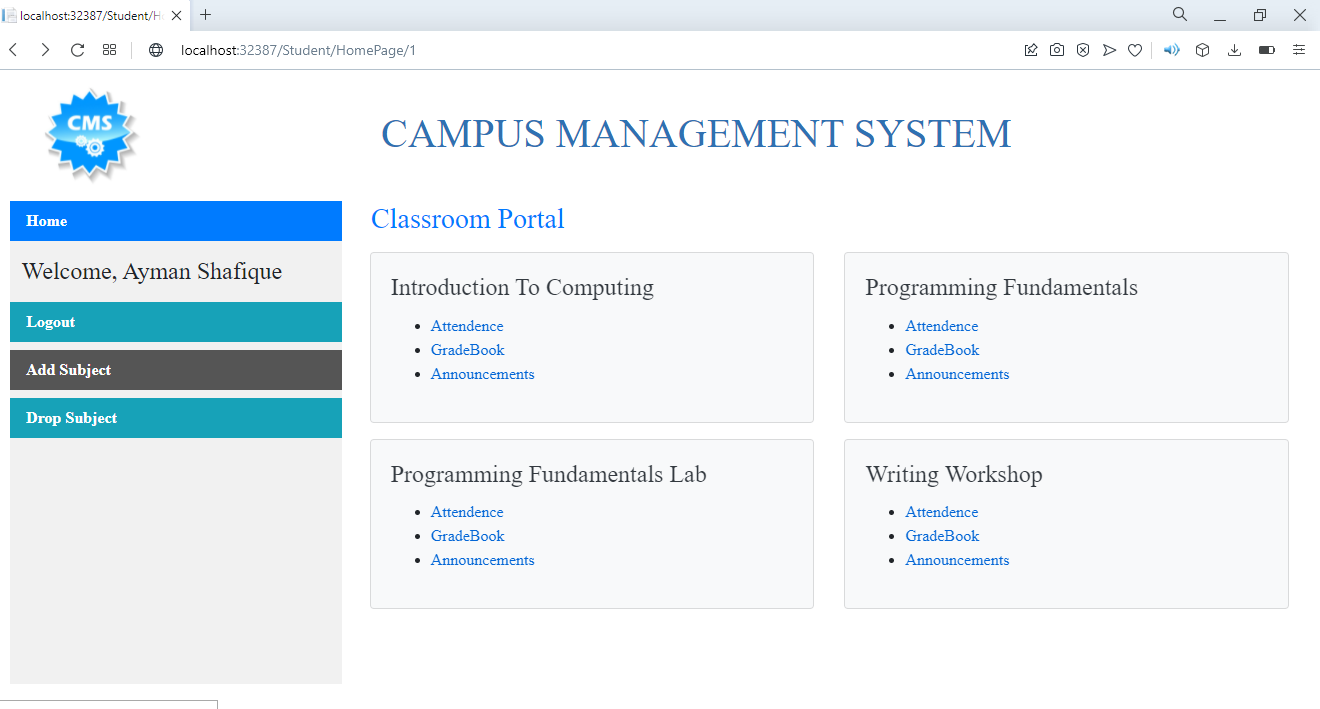 localhost:32387/Student/H
localhost:32387/Student/HomePage/1
CMS
CAMPUS MANAGEMENT SYSTEM
Home
Welcome, Ayman Shafique
Logout
Add Subject
Drop Subject
Classroom Portal
Introduction To Computing
Attendence
GradeBook
Announcements
Programming Fundamentals
Attendence
GradeBook
Announcements
Programming Fundamentals Lab
Attendence
GradeBook
Announcements
Writing Workshop
Attendence
GradeBook
Announcements